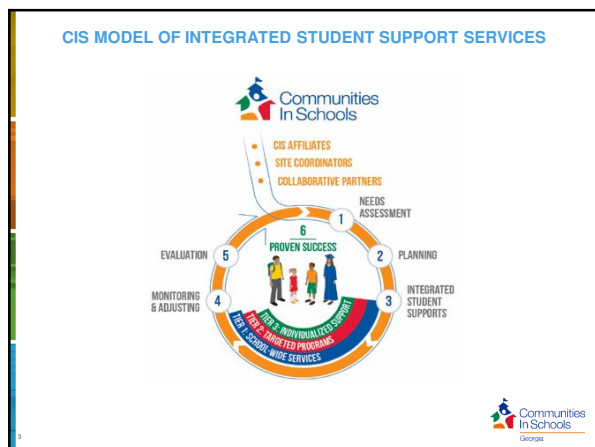 CIS MODEL OF INTEGRATED STUDENT SUPPORT SERVICES
Communities
In Schools
CIS AFFILIATES
SITE COORDINATORS
COLLABORATIVE PARTNERS
1
NEEDS
ASSESSMENT
2
PLANNING
3
INTEGRATED
STUDENT
SUPPORTS
4
MONITORING
& ADJUSTING
5
EVALUATION
6
PROVEN SUCCESS
TIER 3: INDIVIDUALIZED SUPPORT
TIER 2: TARGETED PROGRAMS
TIER 1: SCHOOL-WIDE SERVICES
3
Communities
In Schools
Georgia